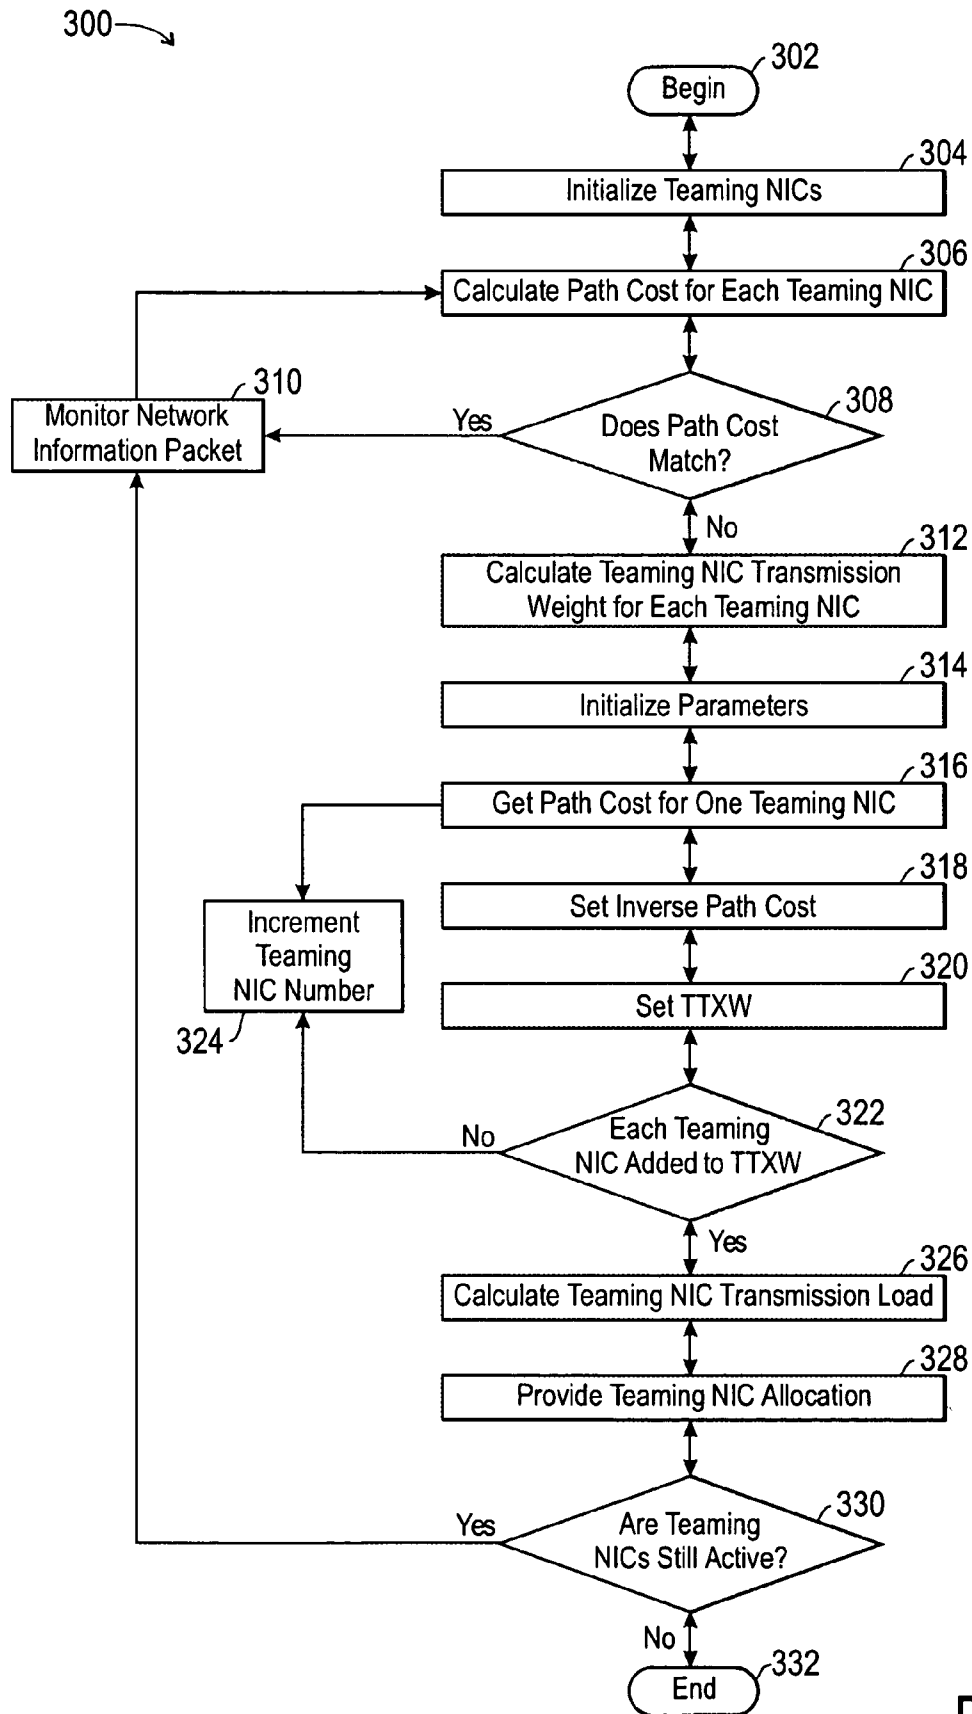 300
302
Begin
304
Initialize Teaming NICs
306
Calculate Path Cost for Each Teaming NIC
310
Monitor Network
Information Packet
Yes
308
Does Path Cost
Match?
No
312
Calculate Teaming NIC Transmission
Weight for Each Teaming NIC
314
Initialize Parameters
316
Get Path Cost for One Teaming NIC
318
Set Inverse Path Cost
Increment
Teaming
NIC Number
324
320
Set TTXW
322
No
Each Teaming
NIC Added to TTXW
Yes
326
Calculate Teaming NIC Transmission Load
328
Provide Teaming NIC Allocation
330
Yes
Are Teaming
NICs Still Active?
No
332
End